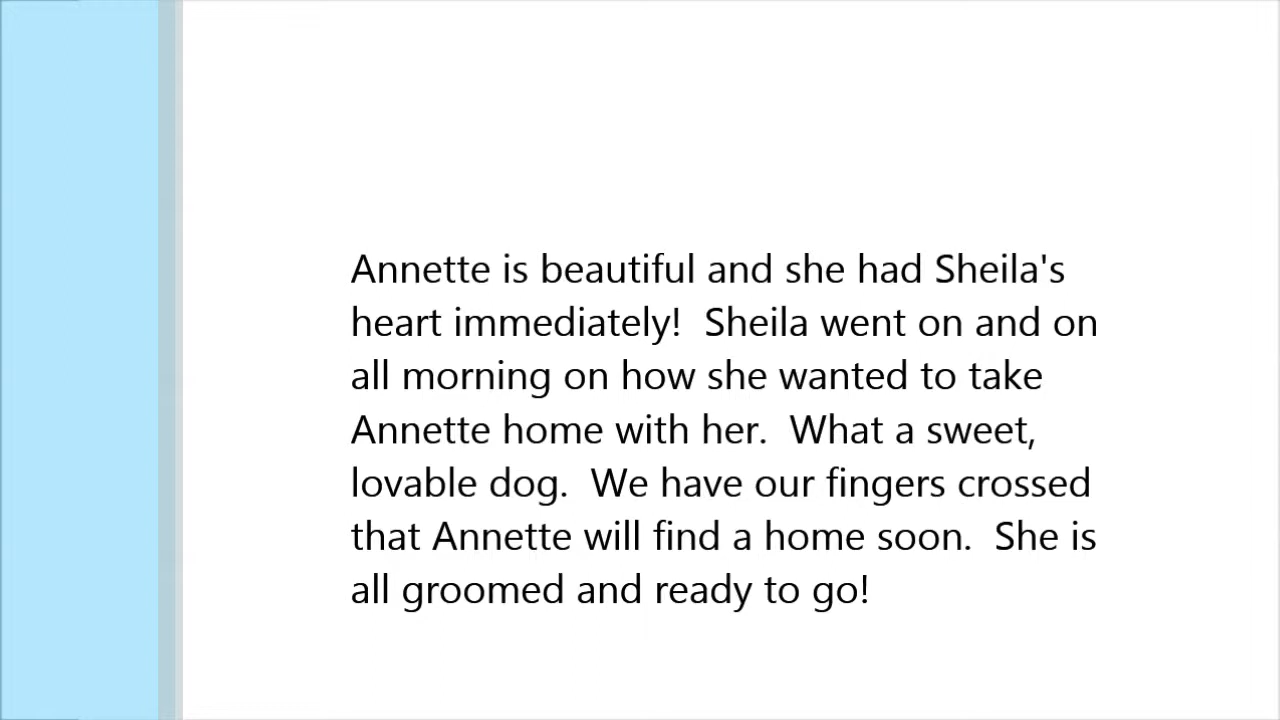 Annette is beautiful and she had Sheila's
heart immediately!  Sheila went on and on
all morning on how she wanted to take
Annette home with her.  What a sweet,
lovable dog.  We have our fingers crossed
that Annette will find a home soon.  She is
all groomed and ready to go!